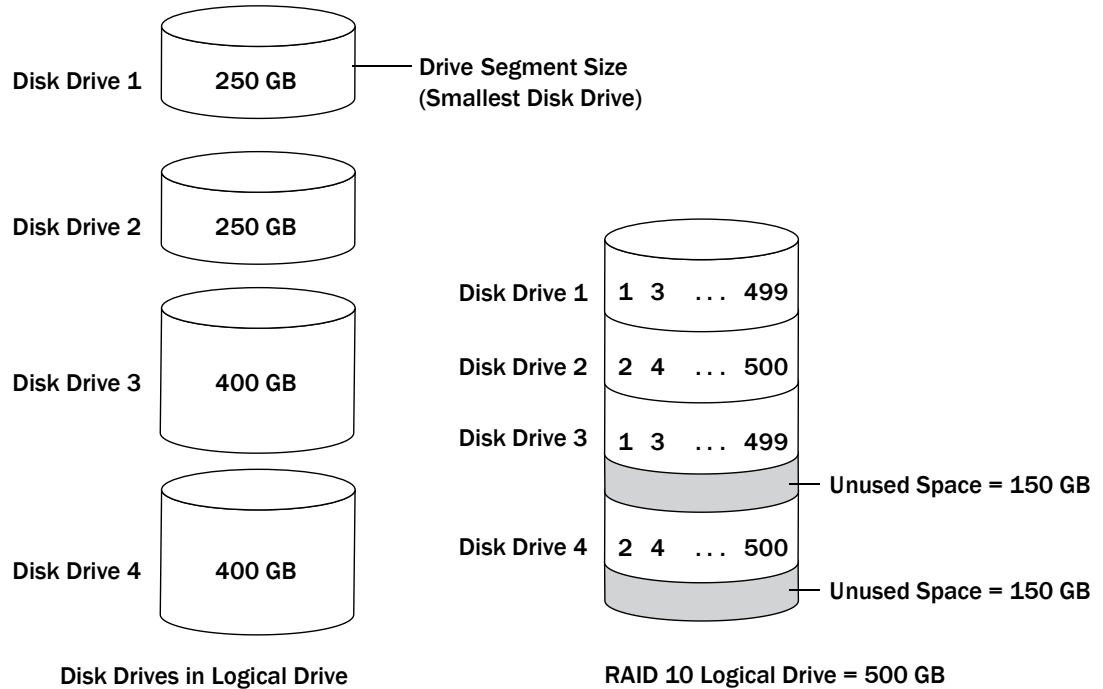 Disk Drive 1
250 GB
Drive Segment Size
(Smallest Disk Drive)
Disk Drive 2
250 GB
Disk Drive 3
400 GB
Disk Drive 4
400 GB
Disk Drives in Logical Drive
Disk Drive 1
1 3 ... 499
Disk Drive 2
2 4 ... 500
Disk Drive 3
1 3 ... 499
Unused Space = 150 GB
Disk Drive 4
2 4 ... 500
Unused Space = 150 GB
RAID 10 Logical Drive = 500 GB